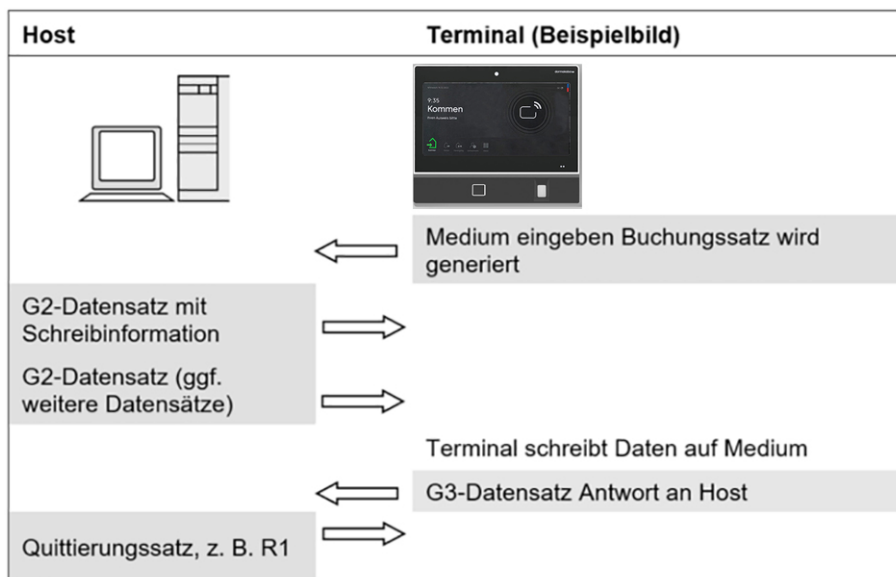 Host
Terminal (Beispielbild)
9:35
Kommen
Medium eingeben Buchungssatz wird
generiert
G2-Datensatz mit
Schreibinformation
G2-Datensatz (ggf.
weitere Datensätze)
Terminal schreibt Daten auf Medium
G3-Datensatz Antwort an Host
Quittierungssatz, z. B. R1